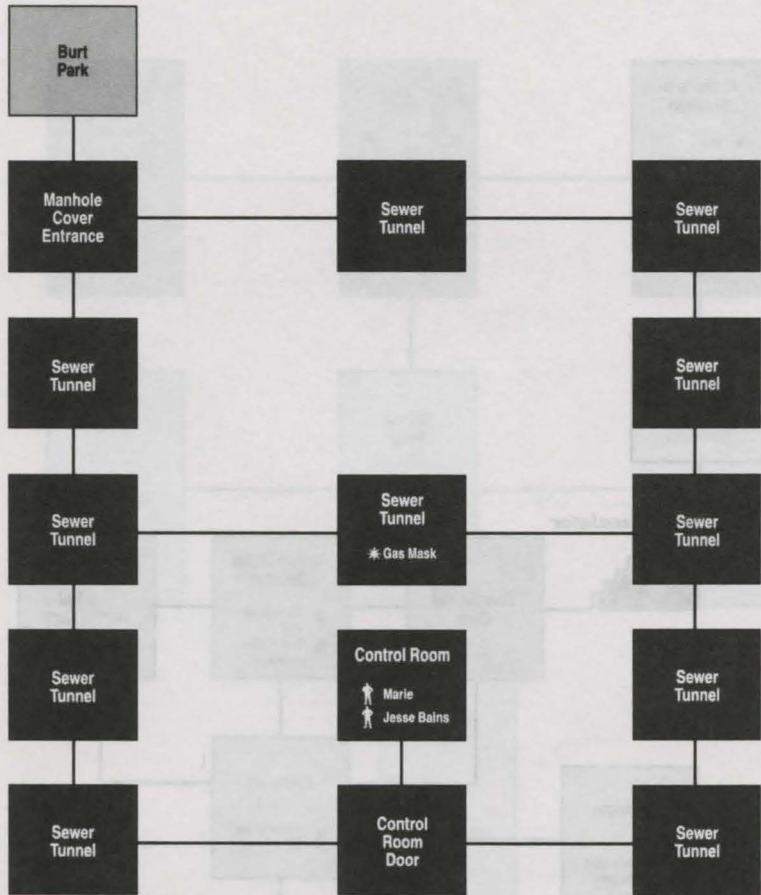 Burt
Park
Manhole
Cover
Entrance
Sewer
Tunnel
Sewer
Tunnel
Sewer
Tunnel
Sewer
Tunnel
Sewer
Tunnel
Sewer
Tunnel
Gas Mask
Sewer
Tunnel
Sewer
Tunnel
Control Room
Marie
Jesse Bains
Sewer
Tunnel
Sewer
Tunnel
Control
Room
Door
Sewer
Tunnel